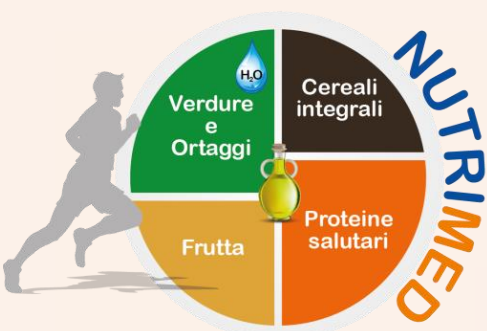 H₂O
Verdure
e
Ortaggi
Cereali
integrali
Frutta
Proteine
salutari
NUTRIMED